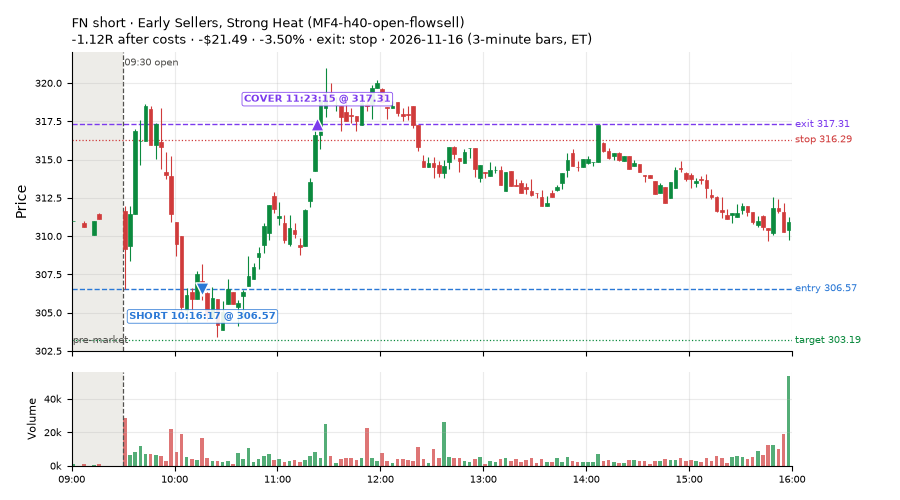 FN short · Early Sellers, Strong Heat (MF4-h40-open-flowsell)
-1.12R after costs · -$21.49 · -3.50% · exit: stop · 2026-11-16 (3-minute bars, ET)
09:30 open
320.0
COVER 11:23:15 @ 317.31
317.5
exit 317.31
stop 316.29
315.0
312.5
Price
310.0
307.5
entry 306.57
SHORT 10:16:17 @ 306.57
305.0
pre-market
target 303.19
302.5
40k
Volume
20k
0k
09:00
10:00
11:00
12:00
13:00
14:00
15:00
16:00